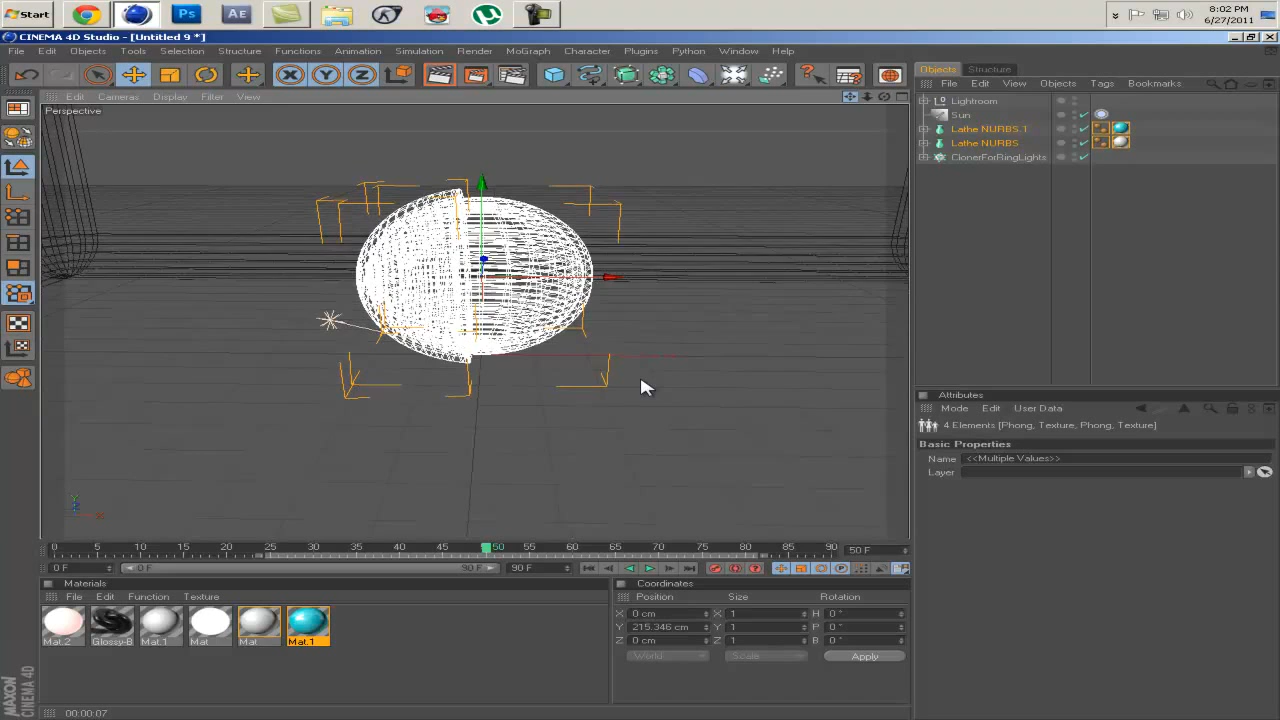 Start
Ps
Ae
8:02 PM
6/27/2011
CINEMA 4D Studio - [Untitled 9 *]
File Edit Objects Tools Selection Structure Functions Animation Simulation Render MoGraph Character Plugins Python Window Help
X Y Z
Objects Structure
File Edit View Objects Tags Bookmarks
Edit Cameras Display Filter View
Perspective
Lightroom
Sun
Lathe NURBS.1
Lathe NURBS
ClonerForRingLights
Attributes
Mode Edit User Data
4 Elements [Phong, Texture, Phong, Texture]
Basic Properties
Name <<Multiple Values>>
Layer
0 5 10 15 20 25 30 35 40 45 50 55 60 65 70 75 80 85 90 50 F
0 F 0 F 90 F 90 F
Materials
File Edit Function Texture
Mat.2 Glossy-B Mat.1 Mat Mat Mat.1
Coordinates
Position Size Rotation
X 0 cm X 1 H 0 °
Y 215.346 cm Y 1 P 0 °
Z 0 cm Z 1 B 0 °
World Scale Apply
MAXON
CINEMA 4D
00:00:07